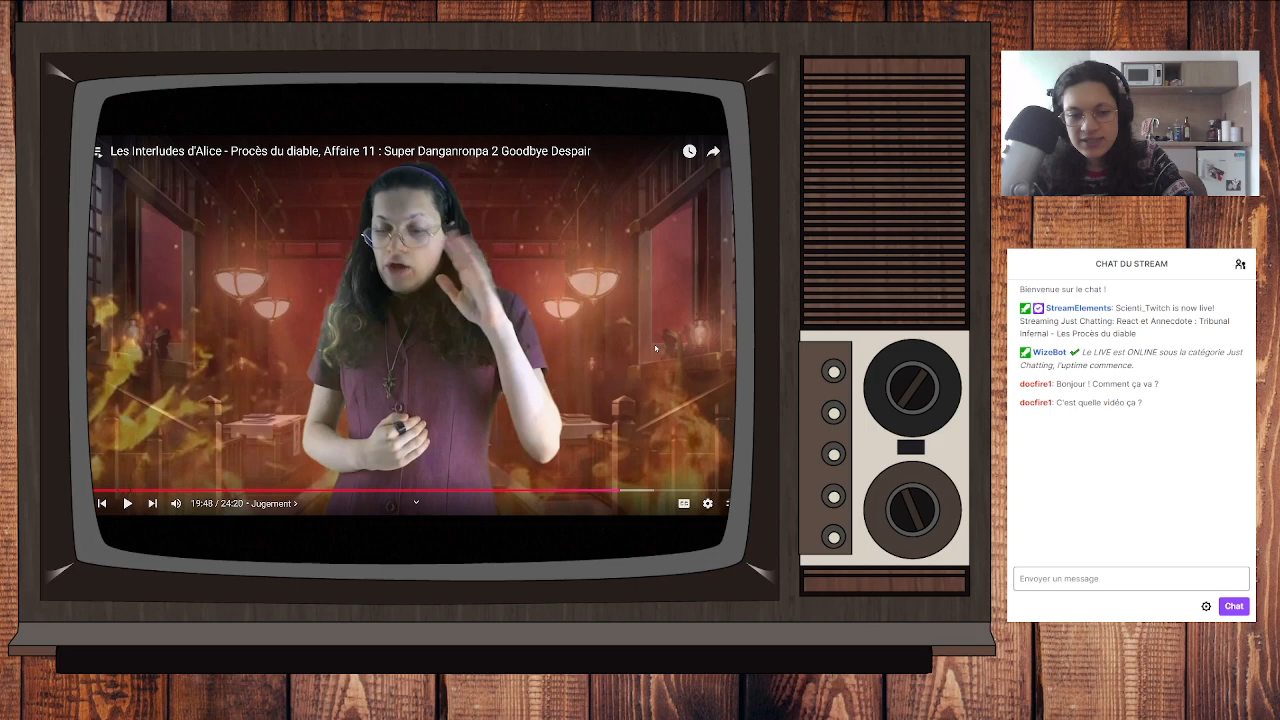 Les Interludes d'Alice - Procès du diable, Affaire 11 : Super Danganronpa 2 Goodbye Despair
19:48 / 24:20 • Jugement >
CHAT DU STREAM
Bienvenue sur le chat !
StreamElements: Scienti_Twitch is now live!
Streaming Just Chatting: React et Annecdote : Tribunal
Infernal - Les Procès du diable
WizeBot Le LIVE est ONLINE sous la catégorie Just
Chatting, l'uptime commence.
docfire1: Bonjour ! Comment ça va ?
docfire1: C'est quelle vidéo ça ?
Envoyer un message
Chat